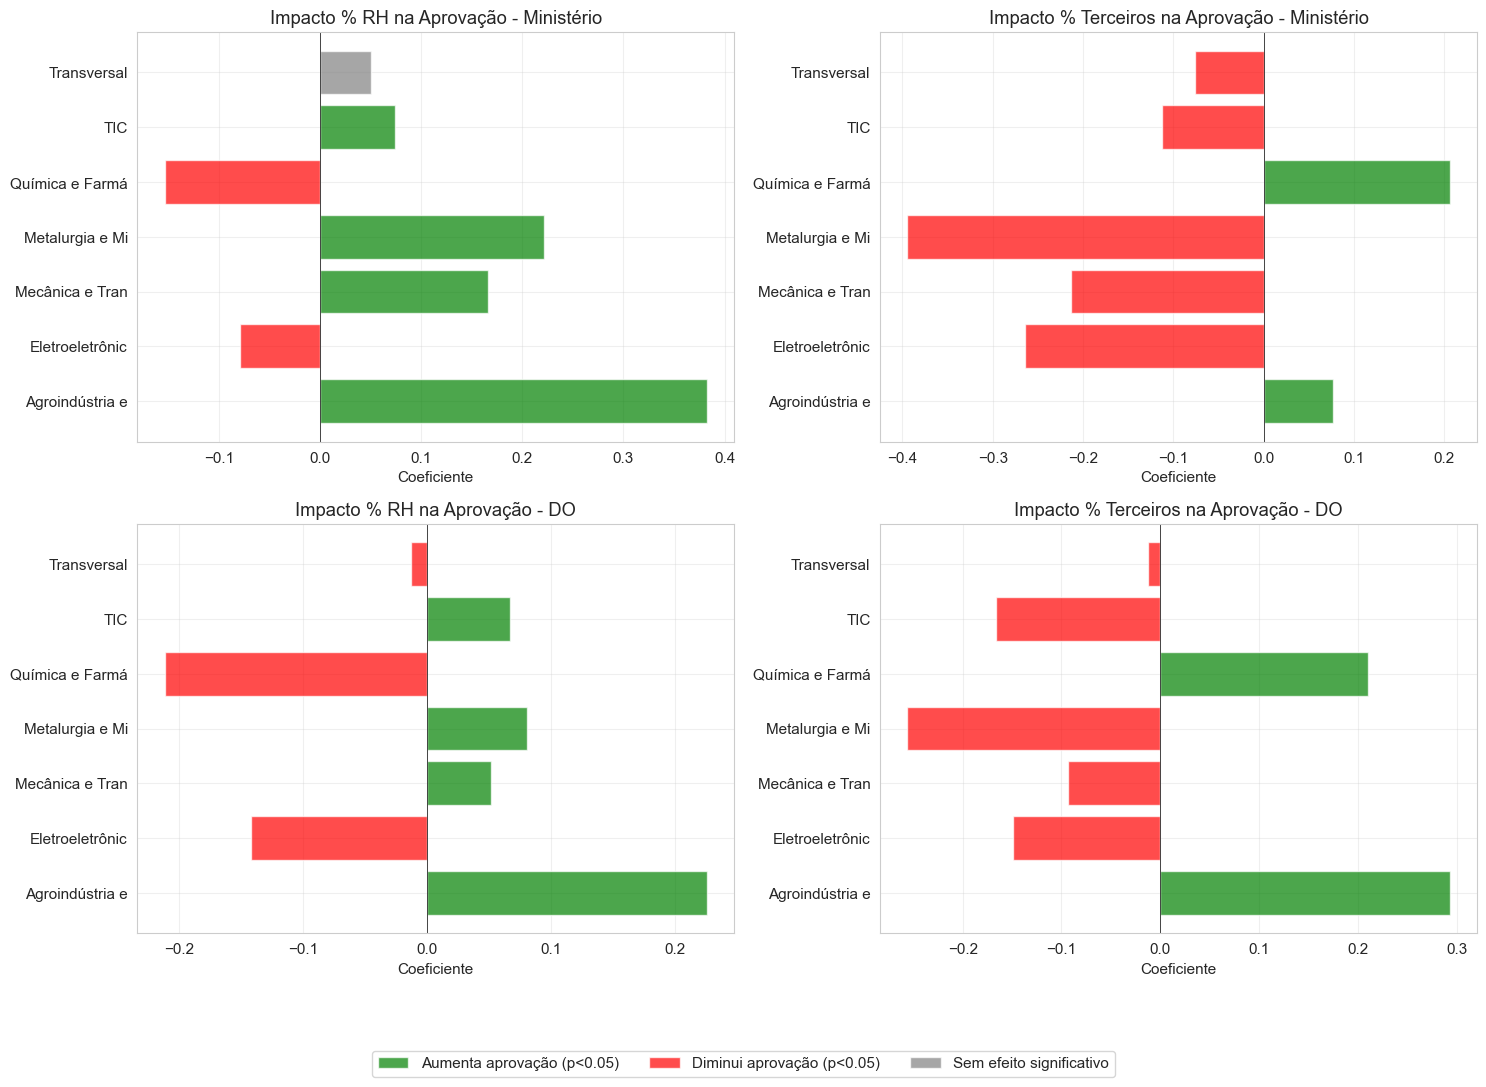 Impacto % RH na Aprovação - Ministério
Transversal
TIC
Química e Farmá
Metalurgia e Mi
Mecânica e Tran
Eletroeletrônic
Agroindústria e
−0.1 0.0 0.1 0.2 0.3 0.4
Coeficiente
Impacto % Terceiros na Aprovação - Ministério
Transversal
TIC
Química e Farmá
Metalurgia e Mi
Mecânica e Tran
Eletroeletrônic
Agroindústria e
−0.4 −0.3 −0.2 −0.1 0.0 0.1 0.2
Coeficiente
Impacto % RH na Aprovação - DO
Transversal
TIC
Química e Farmá
Metalurgia e Mi
Mecânica e Tran
Eletroeletrônic
Agroindústria e
−0.2 −0.1 0.0 0.1 0.2
Coeficiente
Impacto % Terceiros na Aprovação - DO
Transversal
TIC
Química e Farmá
Metalurgia e Mi
Mecânica e Tran
Eletroeletrônic
Agroindústria e
−0.2 −0.1 0.0 0.1 0.2 0.3
Coeficiente
Aumenta aprovação (p<0.05) Diminui aprovação (p<0.05) Sem efeito significativo